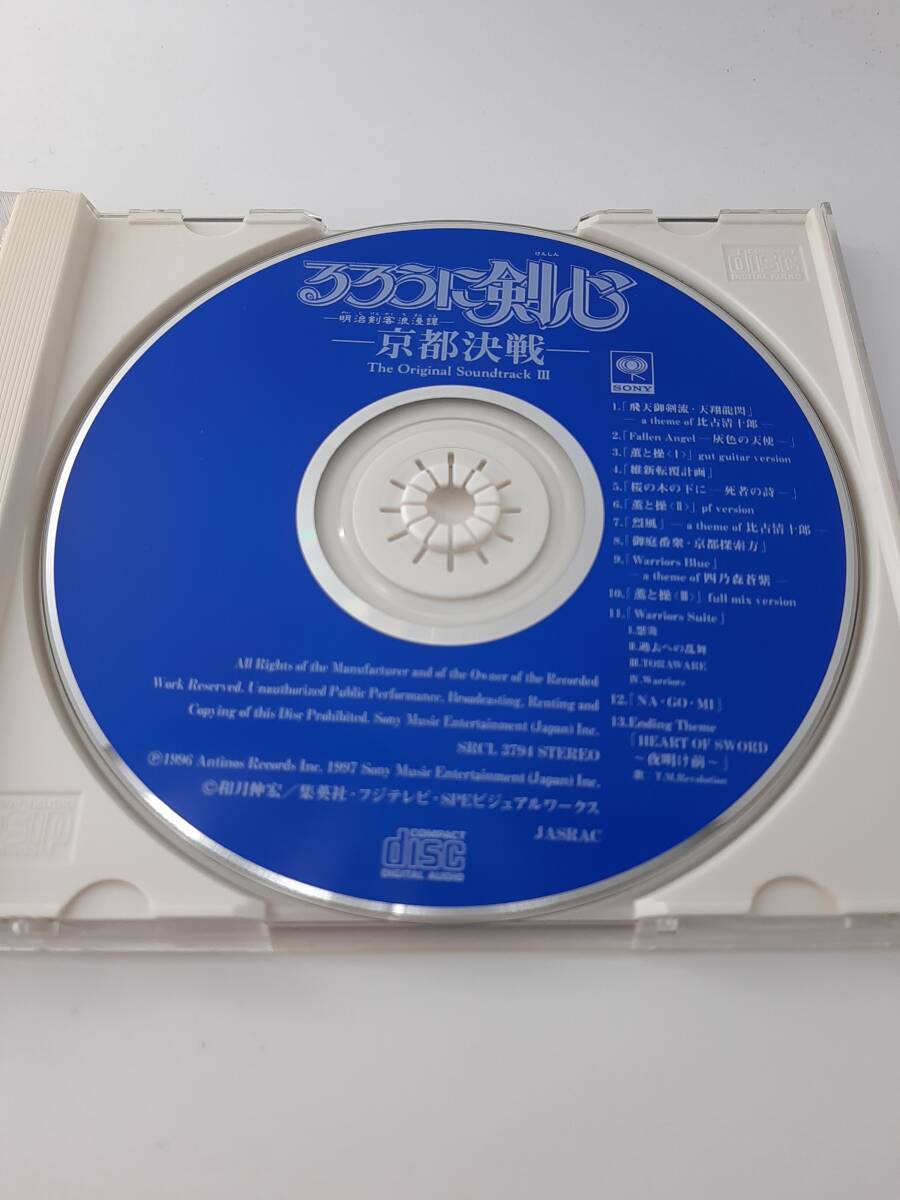 けんしん
るろうに剣心
―明治剣客浪漫譚―
―京都決戦―
The Original Soundtrack III
SONY
1.「飛天御剣流・天翔龍閃」
― a theme of 比古清十郎 ―
2.「Fallen Angel ―灰色の天使―」
3.「薫と操〈I〉」gut guitar version
4.「維新転覆計画」
5.「桜の木の下に ―死者の詩―」
6.「薫と操〈II〉」pf version
7.「烈風」― a theme of 比古清十郎 ―
8.「御庭番衆・京都探索方」
9.「Warriors Blue」
― a theme of 四乃森蒼紫 ―
10.「薫と操〈III〉」full mix version
11.「Warriors Suite」
II.過去への乱舞
III.TORAWARE
IV.Warriors
12.「NA・GO・MI」
13.Ending Theme
「HEART OF SWORD
～夜明け前～」
歌：T.M.Revolution
All Rights of the Manufacturer and of the Owner of the Recorded
Work Reserved. Unauthorized Public Performance, Broadcasting, Renting and
Copying of this Disc Prohibited. Sony Music Entertainment (Japan) Inc.
SRCL 3794 STEREO
Ⓟ1996 Antinos Records Inc. 1997 Sony Music Entertainment (Japan) Inc.
©和月伸宏／集英社・フジテレビ・SPEビジュアルワークス
JASRAC
COMPACT
disc
DIGITAL AUDIO
disc
DIGITAL AUDIO